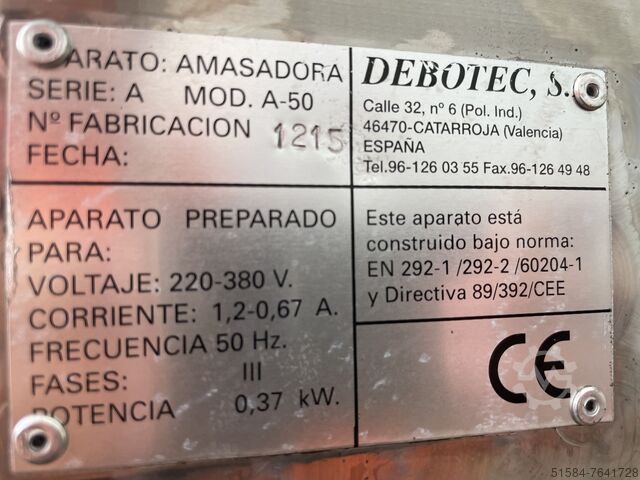 PARATO: AMASADORA
SERIE: A MOD. A-50
Nº FABRICACION 1215
FECHA:
DEBOTEC, S.
Calle 32, nº 6 (Pol. Ind.)
46470-CATARROJA (Valencia)
ESPAÑA
Tel.96-126 03 55 Fax.96-126 49 48
APARATO PREPARADO
PARA:
VOLTAJE: 220-380 V.
CORRIENTE: 1,2-0,67 A.
FRECUENCIA 50 Hz.
FASES: III
POTENCIA 0,37 kW.
Este aparato está
construido bajo norma:
EN 292-1 /292-2 /60204-1
y Directiva 89/392/CEE
CE
51584-7641728